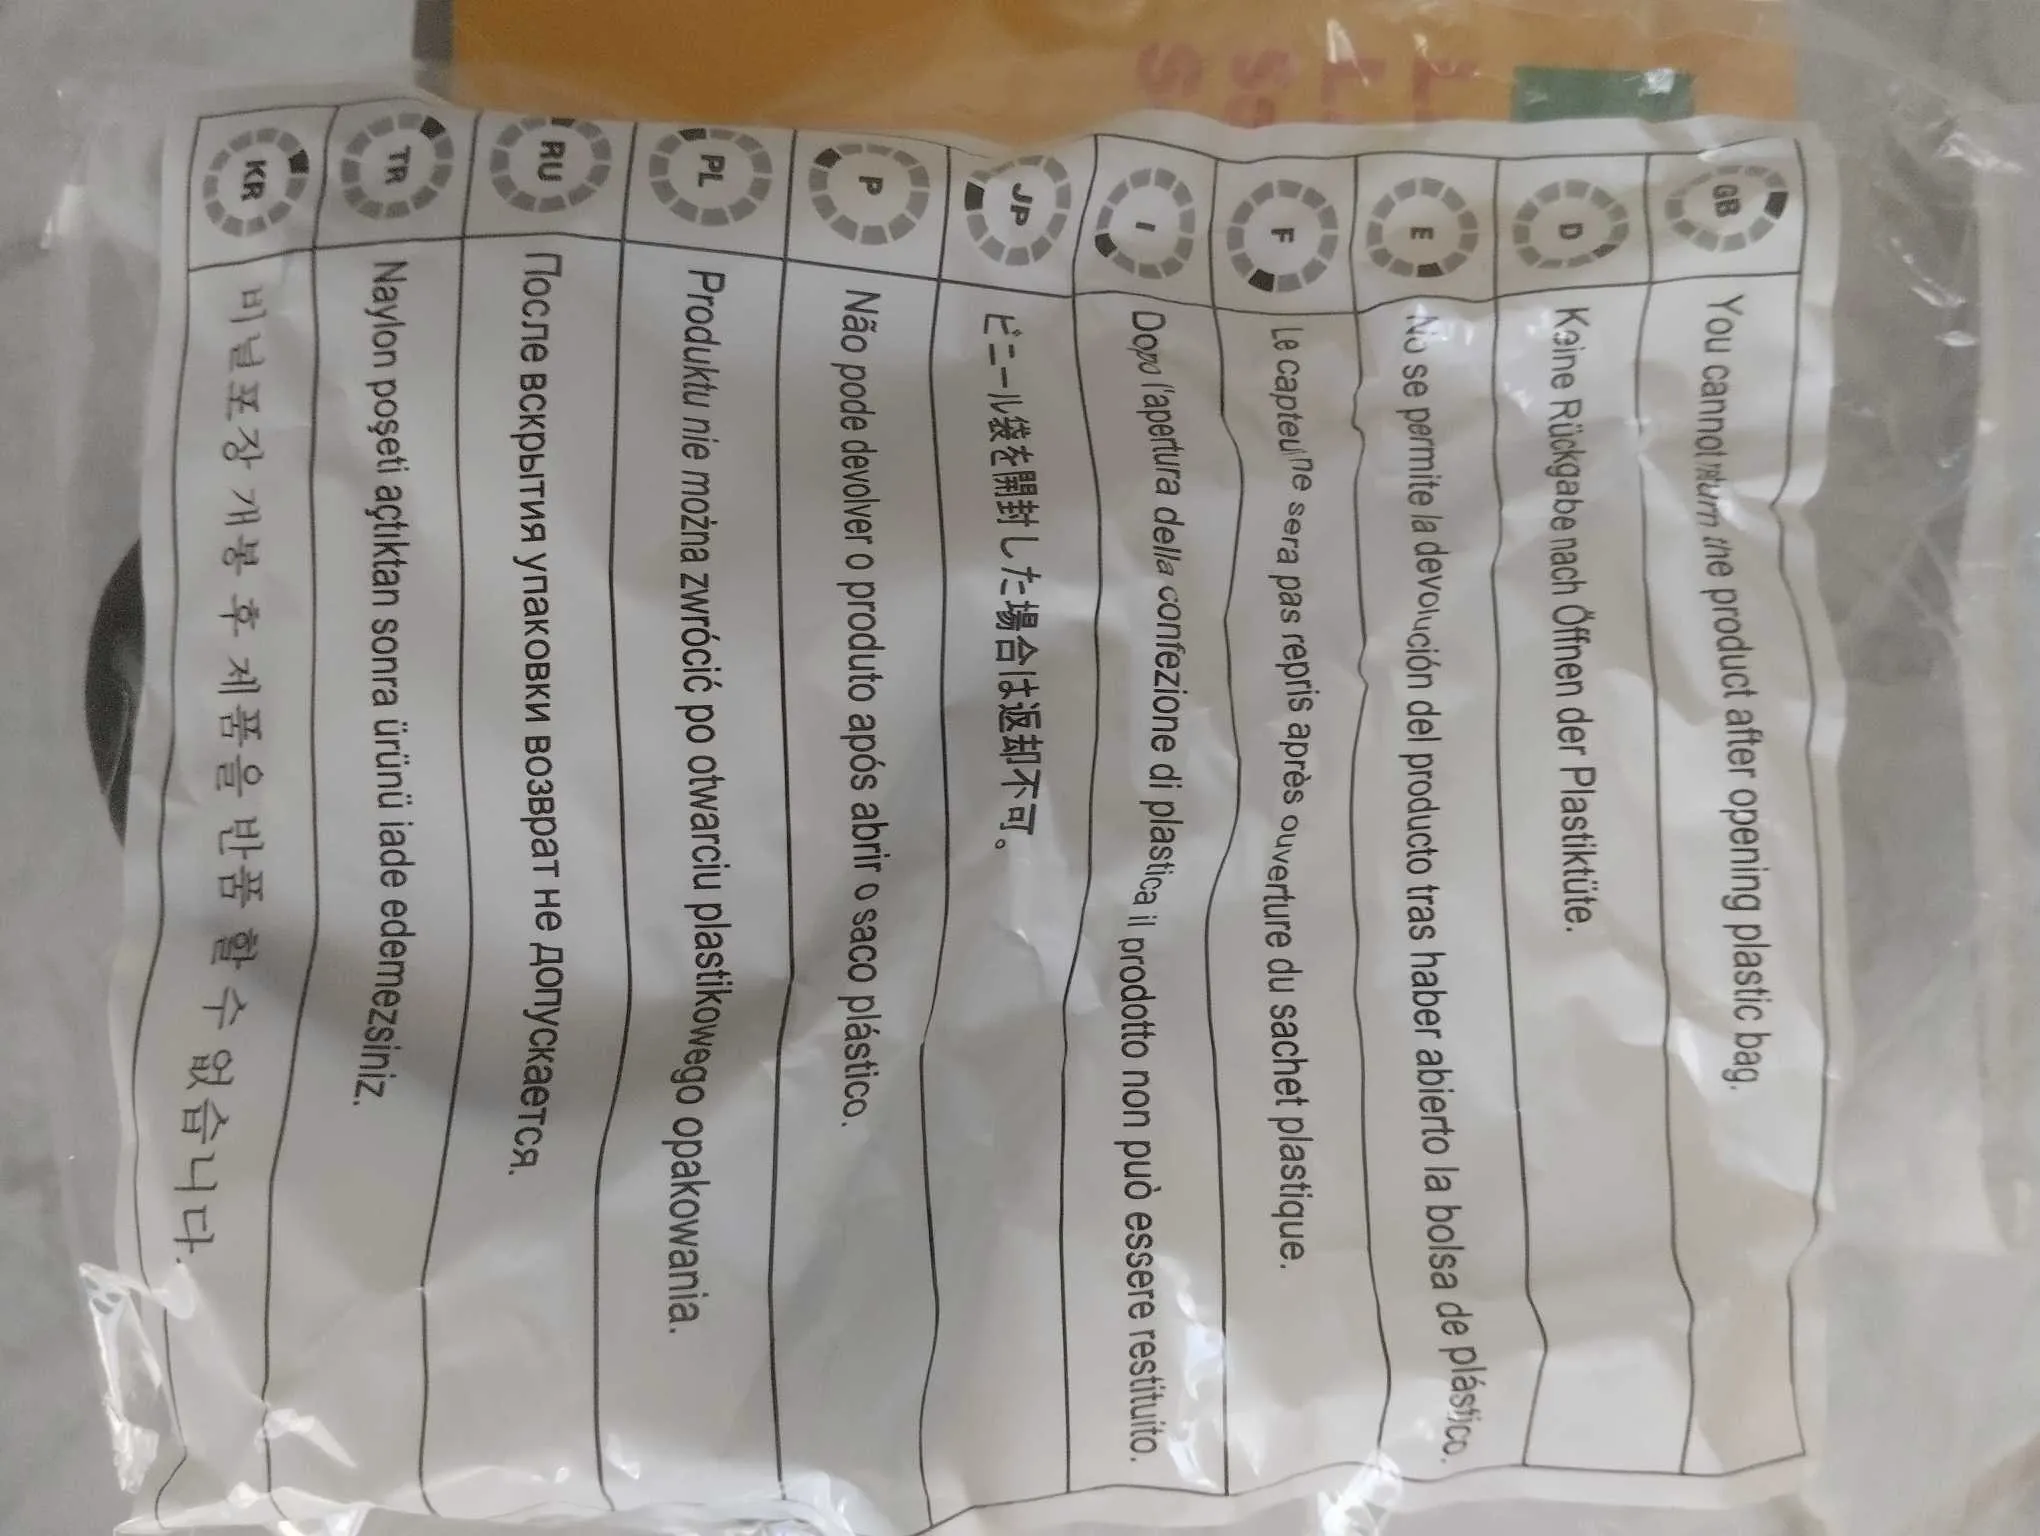 GB You cannot return the product after opening plastic bag.
D Keine Rückgabe nach Öffnen der Plastiktüte.
E No se permite la devolución del producto tras haber abierto la bolsa de plástico.
F Le capteur ne sera pas repris après ouverture du sachet plastique.
I Dopo l'apertura della confezione di plastica il prodotto non può essere restituito.
JP ビニール袋を開封した場合は返却不可。
P Não pode devolver o produto após abrir o saco plástico.
PL Produktu nie można zwrócić po otwarciu plastikowego opakowania.
RU После вскрытия упаковки возврат не допускается.
TR Naylon poşeti açtıktan sonra ürünü iade edemezsiniz.
KR 비닐포장 개봉 후 제품을 반품 할 수 없습니다.